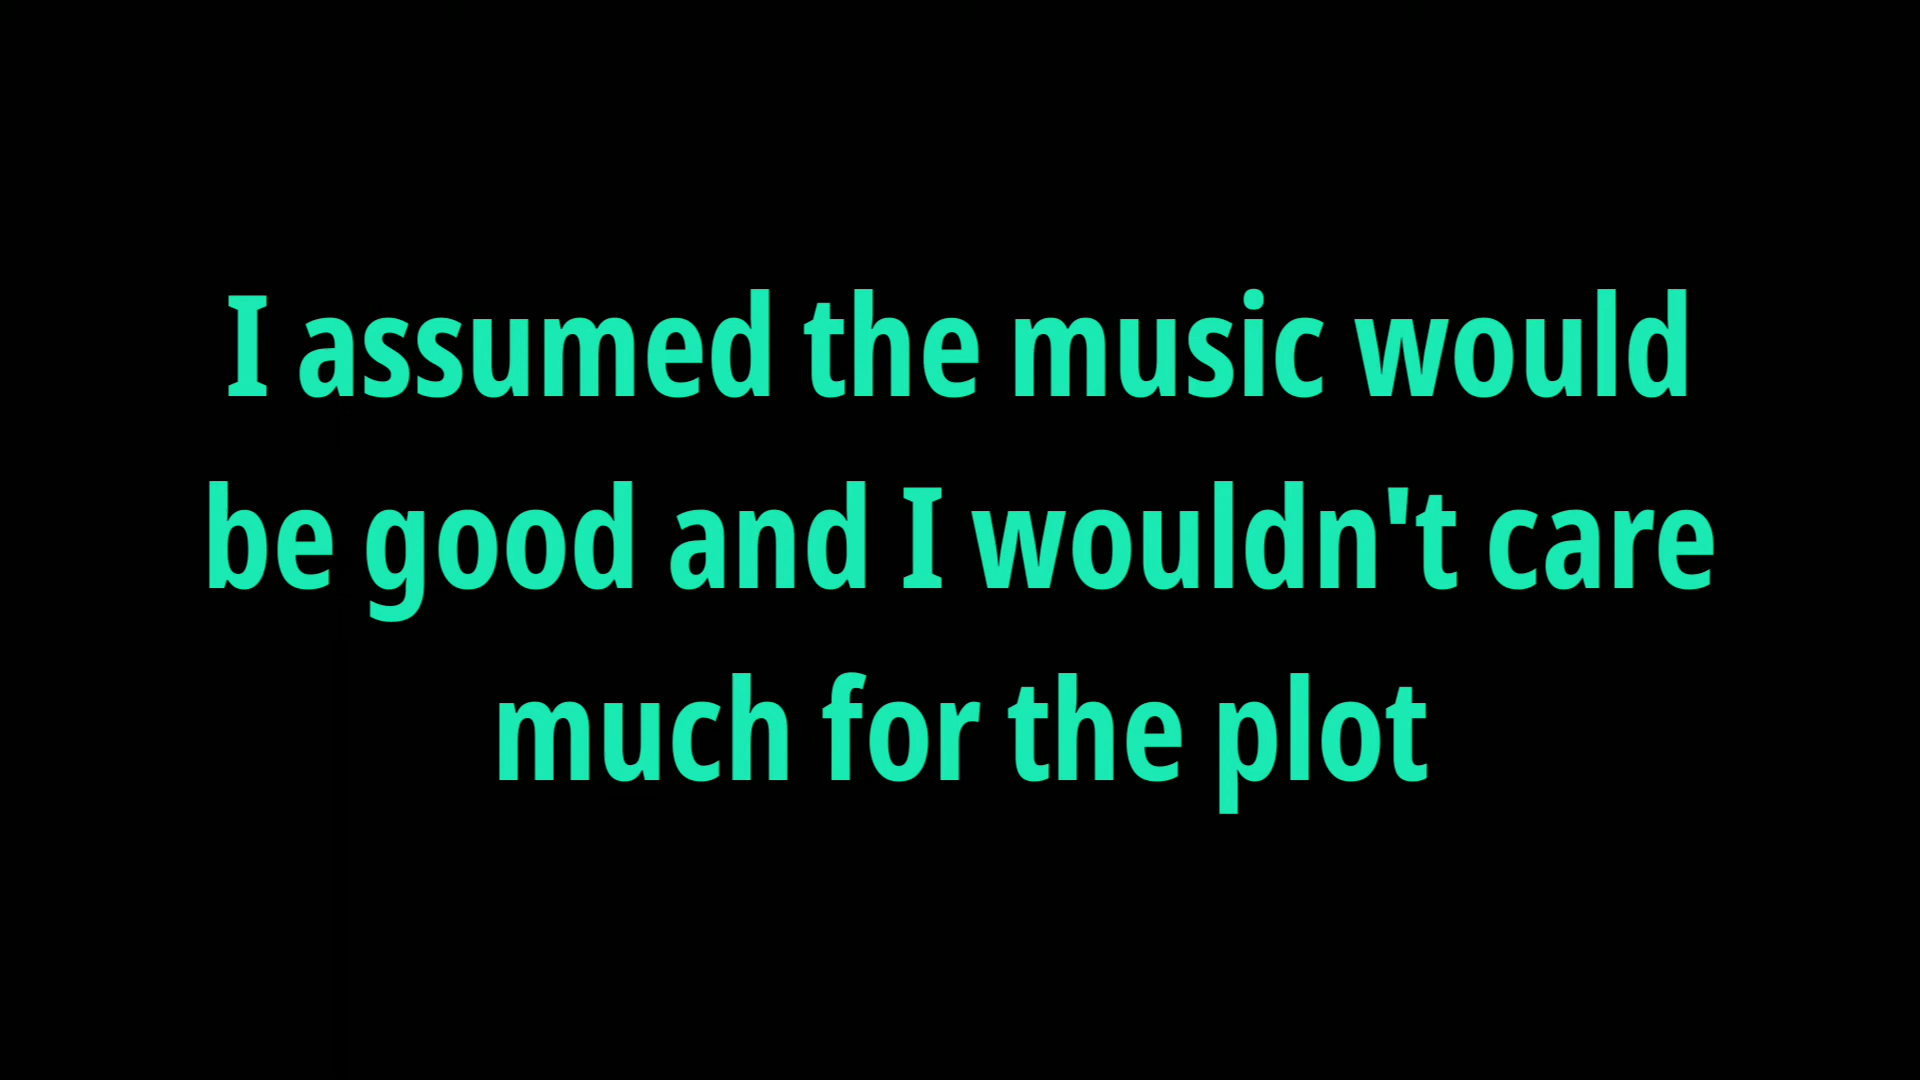 I assumed the music would
be good and I wouldn't care
much for the plot